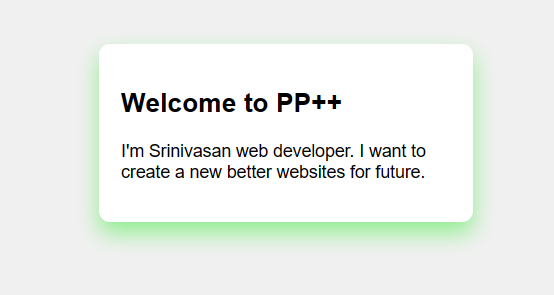 Welcome to PP++
I'm Srinivasan web developer. I want to
create a new better websites for future.